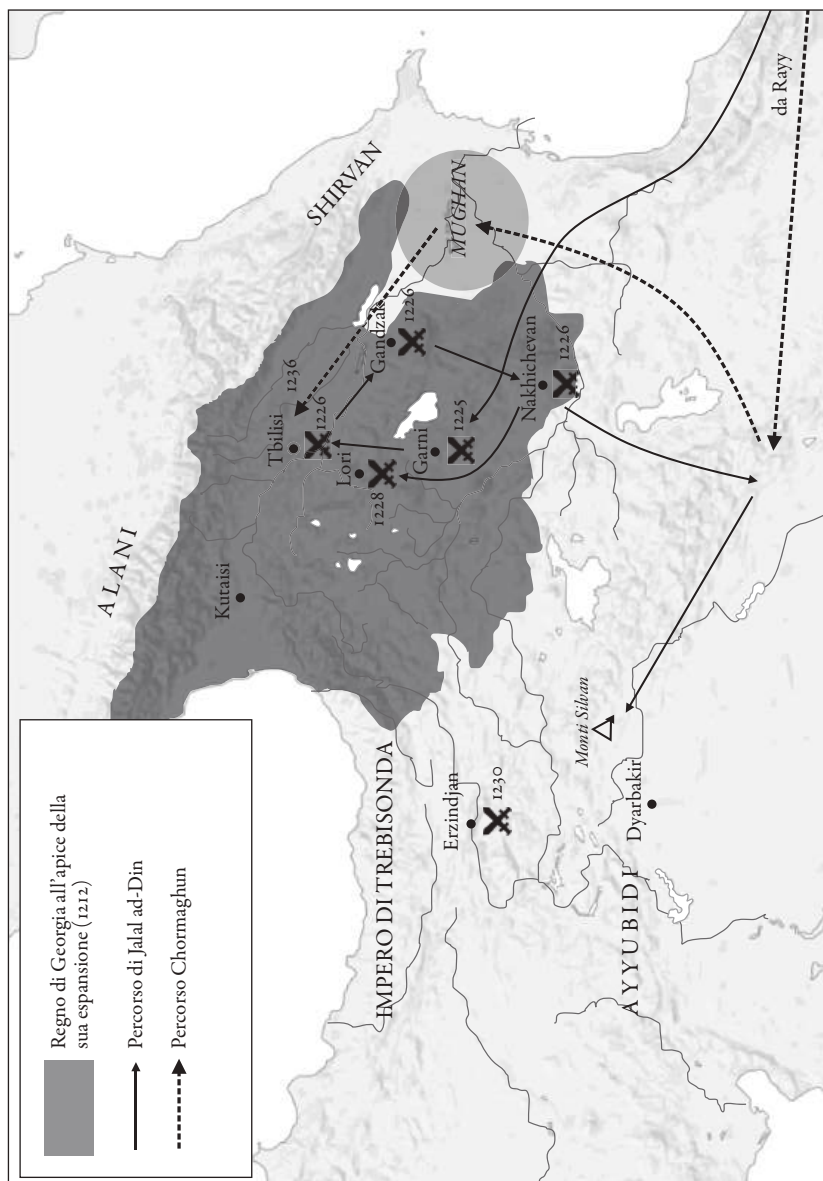 Regno di Georgia all'apice della
sua espansione (1212)
Percorso di Jalal ad-Din
Percorso Chormaghun
ALANI
SHIRVAN
Kutaisi
Tbilisi
1236
1226
Lori
1228
Gandzak
1226
MUGHAN
Garni
1225
IMPERO DI TREBISONDA
Nakhichevan
1226
Erzindjan
1230
Monti Silvan
Dyarbakir
AYYUBIDI
da Rayy